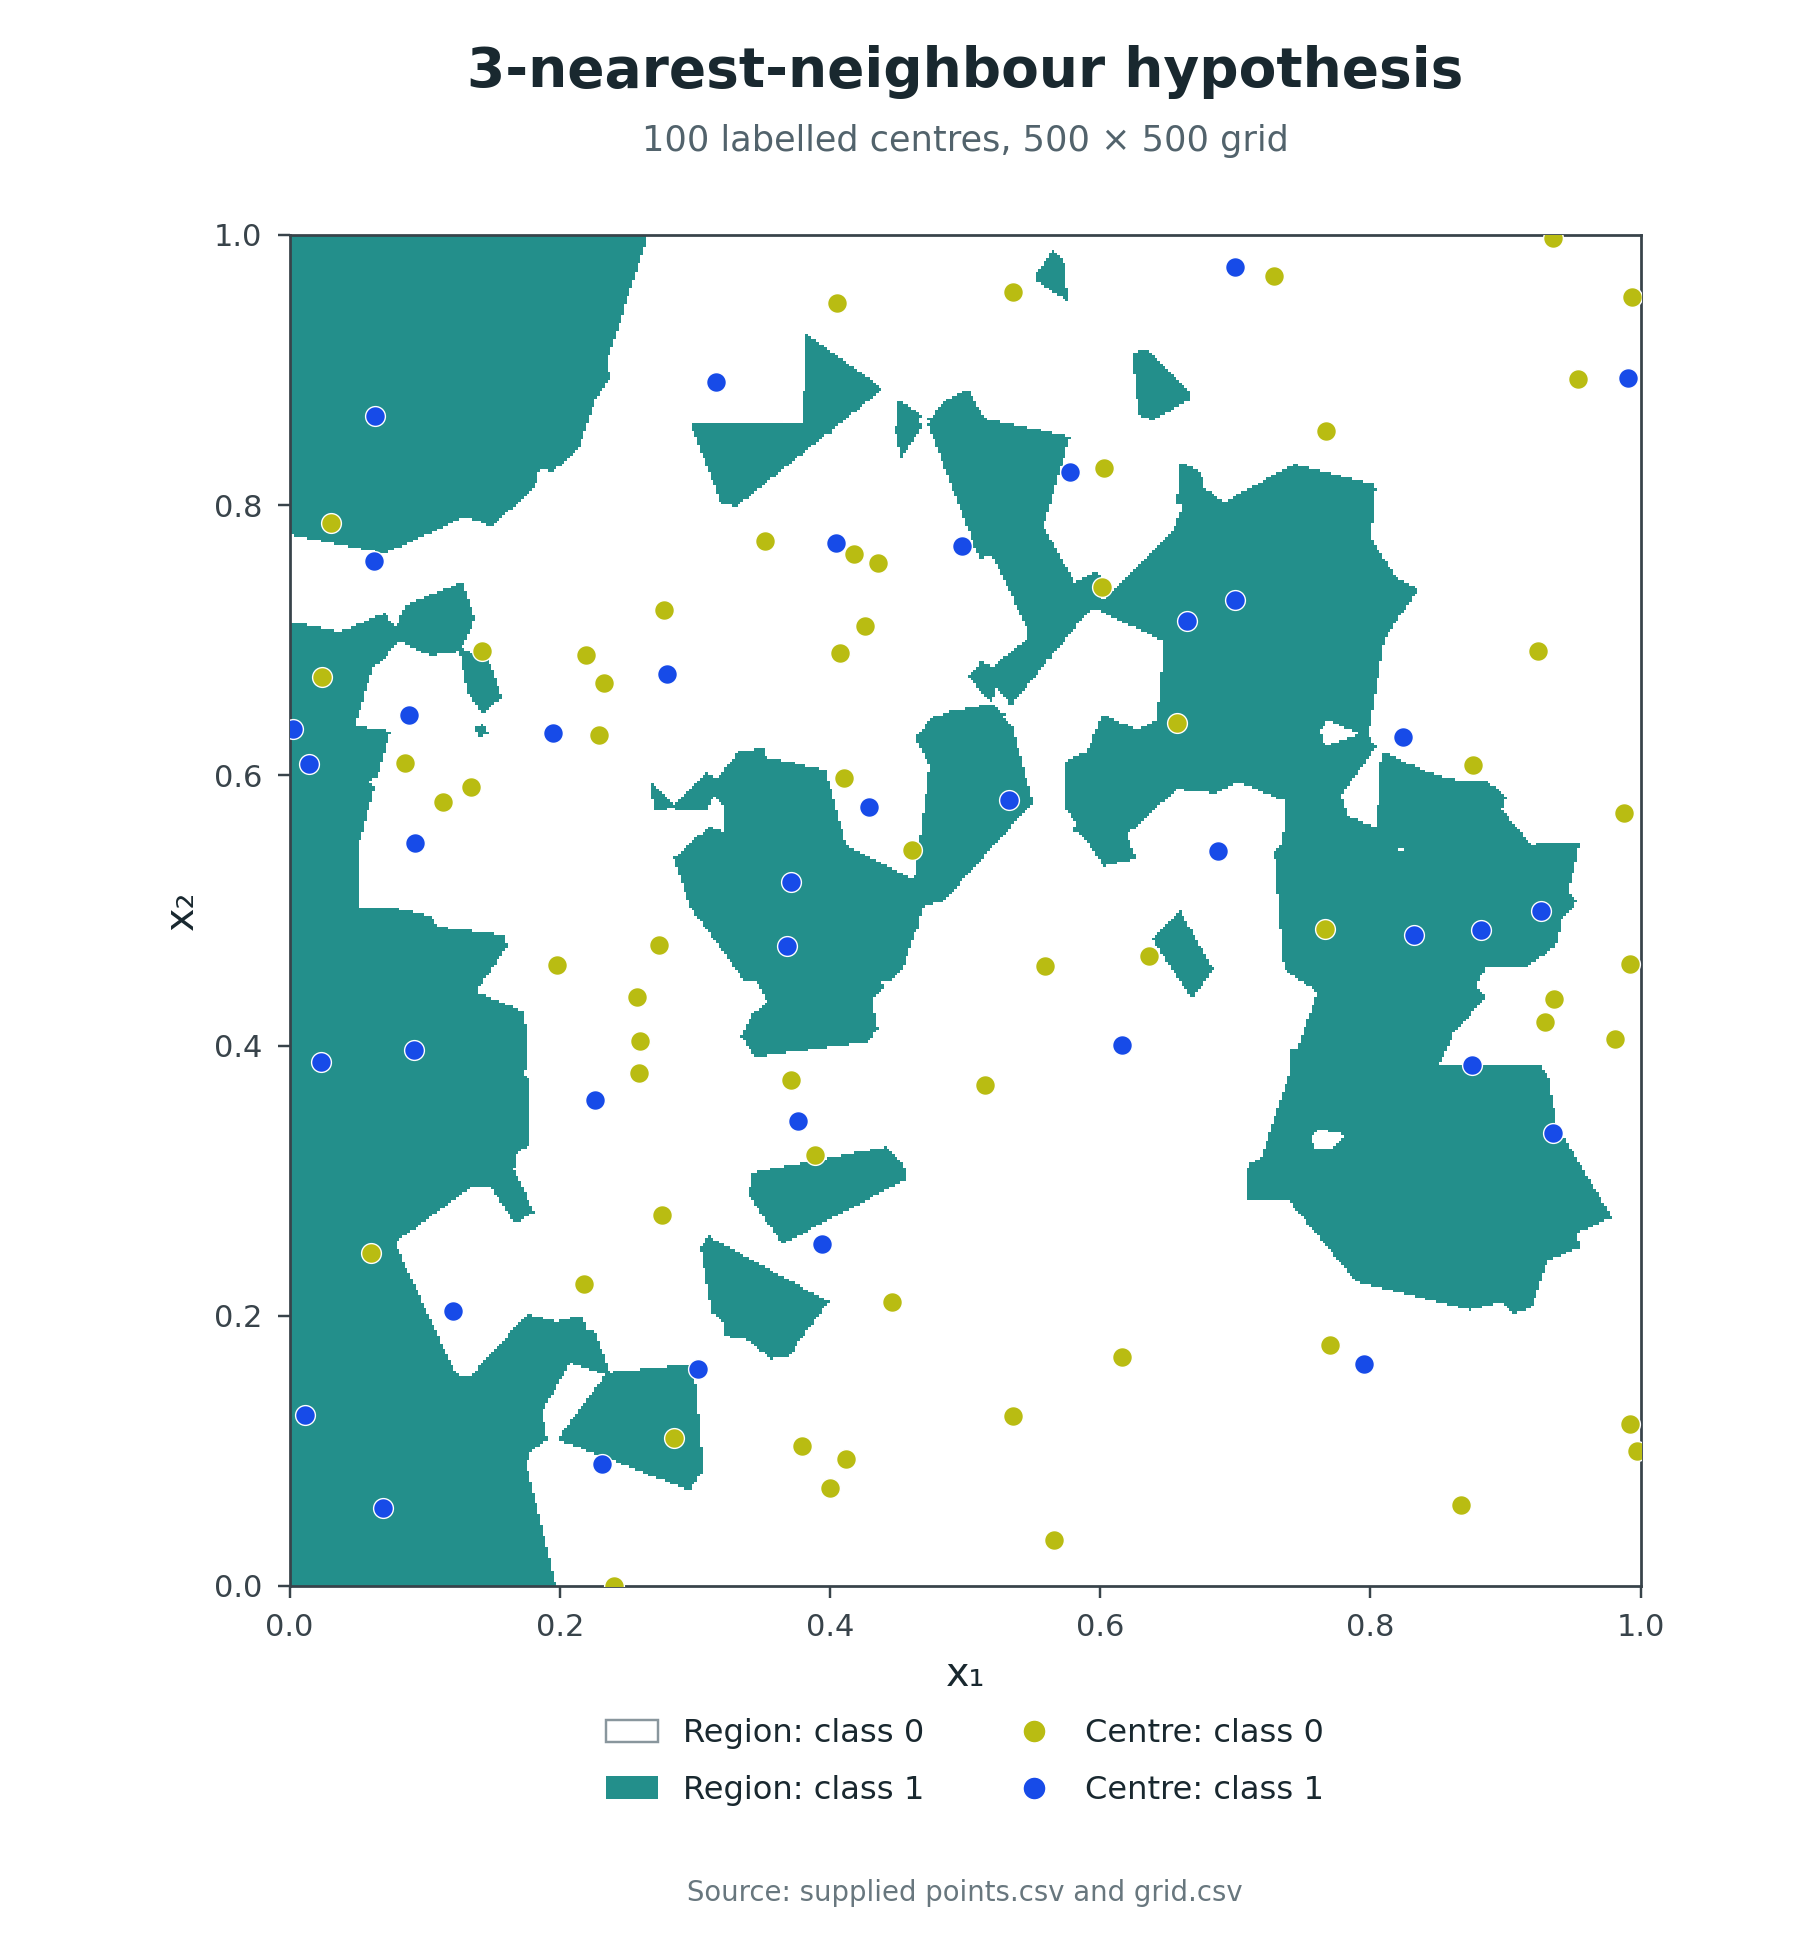 3-nearest-neighbour hypothesis
100 labelled centres, 500 × 500 grid
1.0
0.8
0.6
0.4
0.2
0.0
x₂
0.0 0.2 0.4 0.6 0.8 1.0
x₁
Region: class 0 Centre: class 0
Region: class 1 Centre: class 1
Source: supplied points.csv and grid.csv